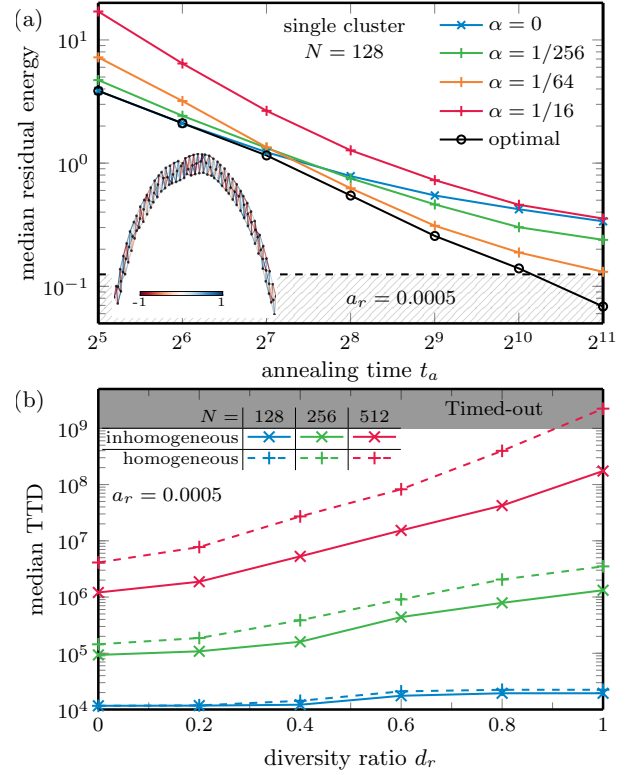 (a)
single cluster
N = 128
α = 0
α = 1/256
α = 1/64
α = 1/16
optimal
median residual energy
10^1
10^0
10^−1
-1 1
a_r = 0.0005
2^5 2^6 2^7 2^8 2^9 2^10 2^11
annealing time t_a
(b)
Timed-out
N = 128 256 512
inhomogeneous
homogeneous
a_r = 0.0005
median TTD
10^9
10^8
10^7
10^6
10^5
10^4
0 0.2 0.4 0.6 0.8 1
diversity ratio d_r